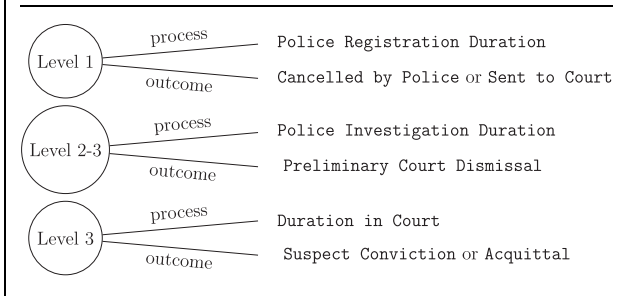 process
Police Registration Duration
Level 1
Cancelled by Police or Sent to Court
outcome
process
Police Investigation Duration
Level 2-3
Preliminary Court Dismissal
outcome
process
Duration in Court
Level 3
Suspect Conviction or Acquittal
outcome